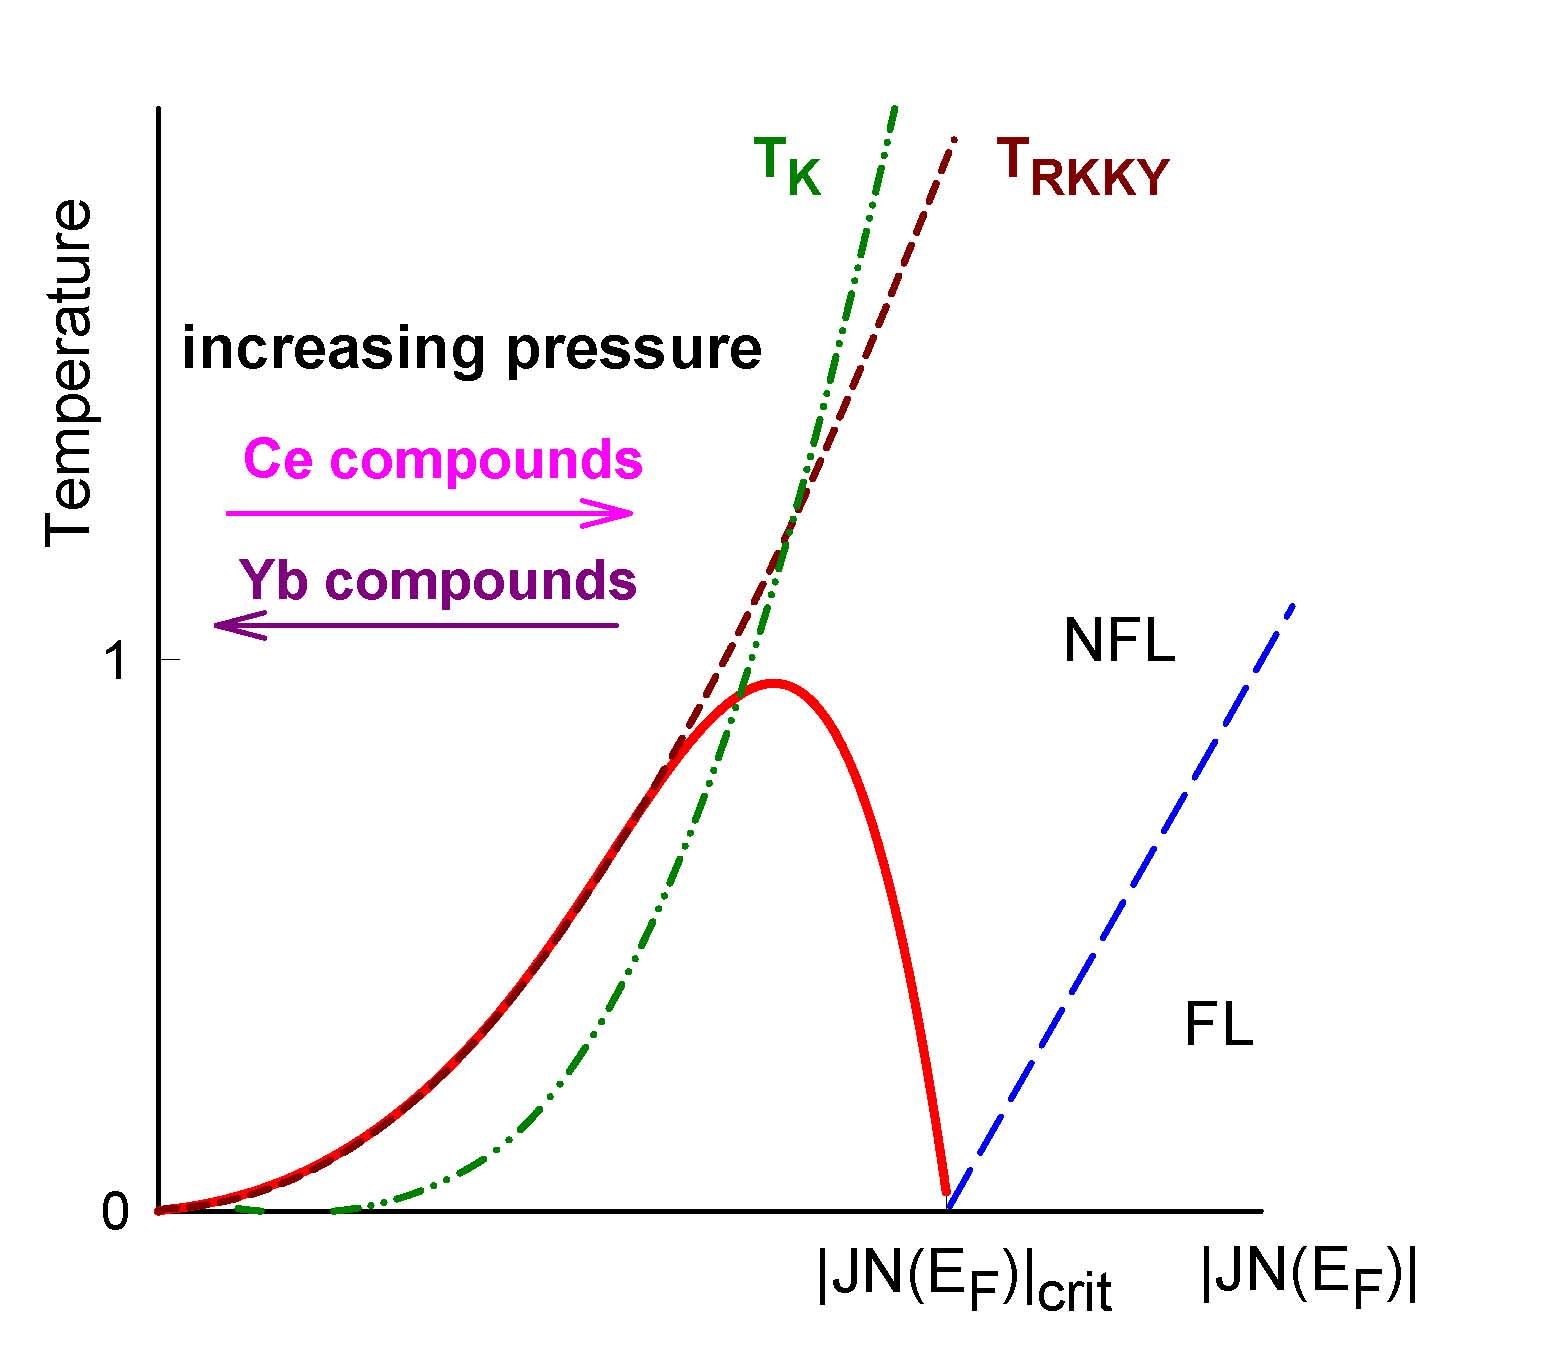 T_K
T_RKKY
Temperature
increasing pressure
Ce compounds
Yb compounds
1
NFL
FL
0
|JN(E_F)|_crit
|JN(E_F)|